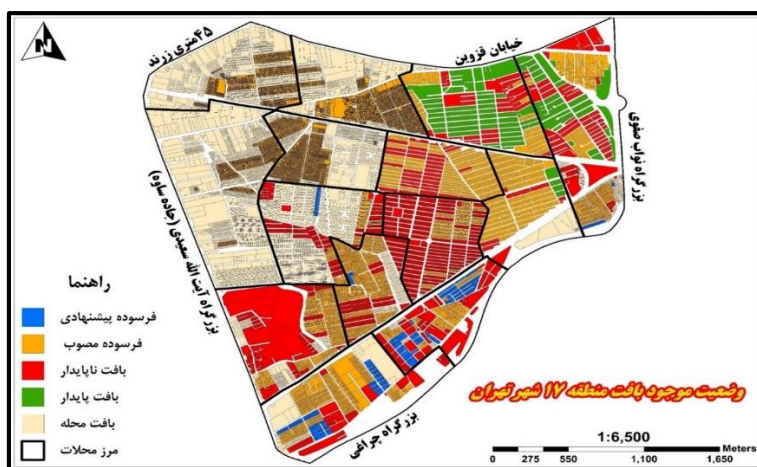 N
۴۵متری زرند
خیابان قزوین
بزرگراه نواب صفوی
بزرگراه آیت الله سعیدی (جاده ساوه)
بزرگراه چراغی
راهنما
فرسوده پیشنهادی
فرسوده مصوب
بافت ناپایدار
بافت پایدار
بافت محله
مرز محلات
وضعیت موجود بافت منطقه ۱۷ شهر تهران
1:6,500
Meters
0 275 550 1,100 1,650